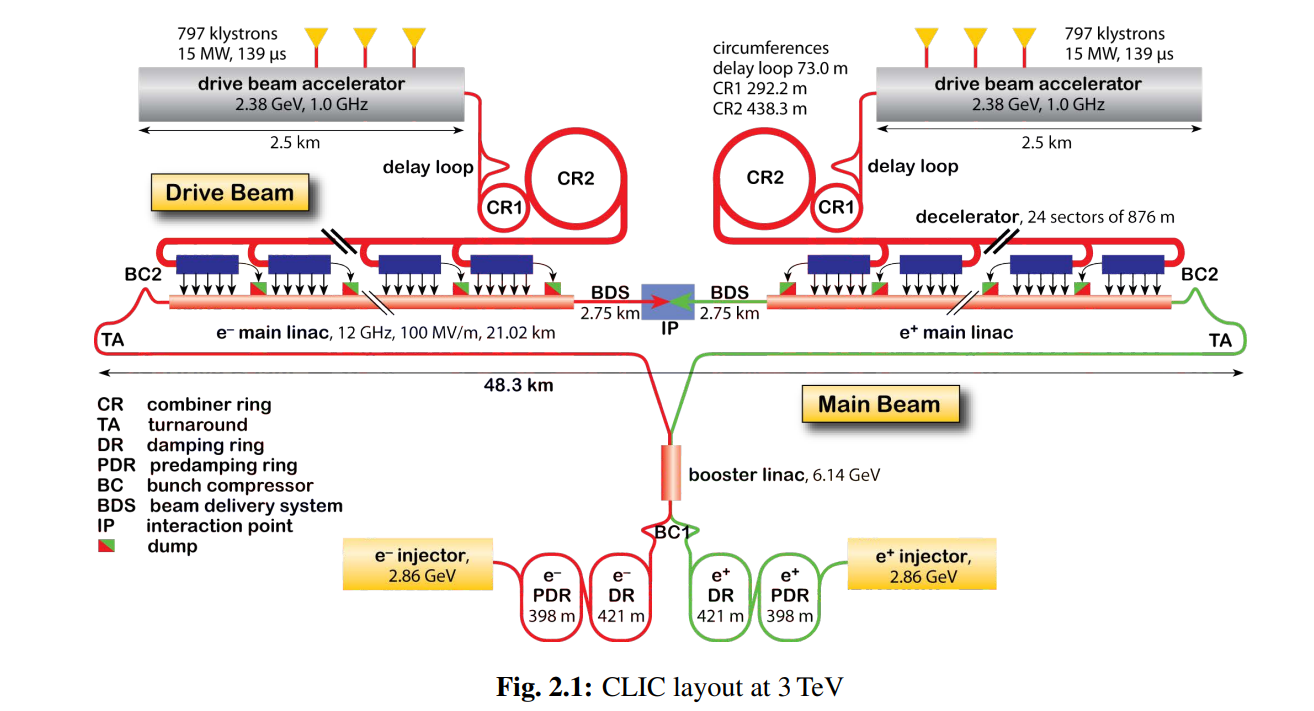 797 klystrons
15 MW, 139 µs
drive beam accelerator
2.38 GeV, 1.0 GHz
2.5 km
delay loop
CR1
CR2
circumferences
delay loop 73.0 m
CR1 292.2 m
CR2 438.3 m
797 klystrons
15 MW, 139 µs
drive beam accelerator
2.38 GeV, 1.0 GHz
2.5 km
CR2
CR1
delay loop
Drive Beam
decelerator, 24 sectors of 876 m
BC2
BDS
2.75 km
IP
BDS
2.75 km
BC2
TA
e⁻ main linac, 12 GHz, 100 MV/m, 21.02 km
e⁺ main linac
TA
48.3 km
Main Beam
CR combiner ring
TA turnaround
DR damping ring
PDR predamping ring
BC bunch compressor
BDS beam delivery system
IP interaction point
dump
booster linac, 6.14 GeV
BC1
e⁻ injector,
2.86 GeV
e⁻
PDR
398 m
e⁻
DR
421 m
e⁺
DR
421 m
e⁺
PDR
398 m
e⁺ injector,
2.86 GeV
Fig. 2.1: CLIC layout at 3 TeV